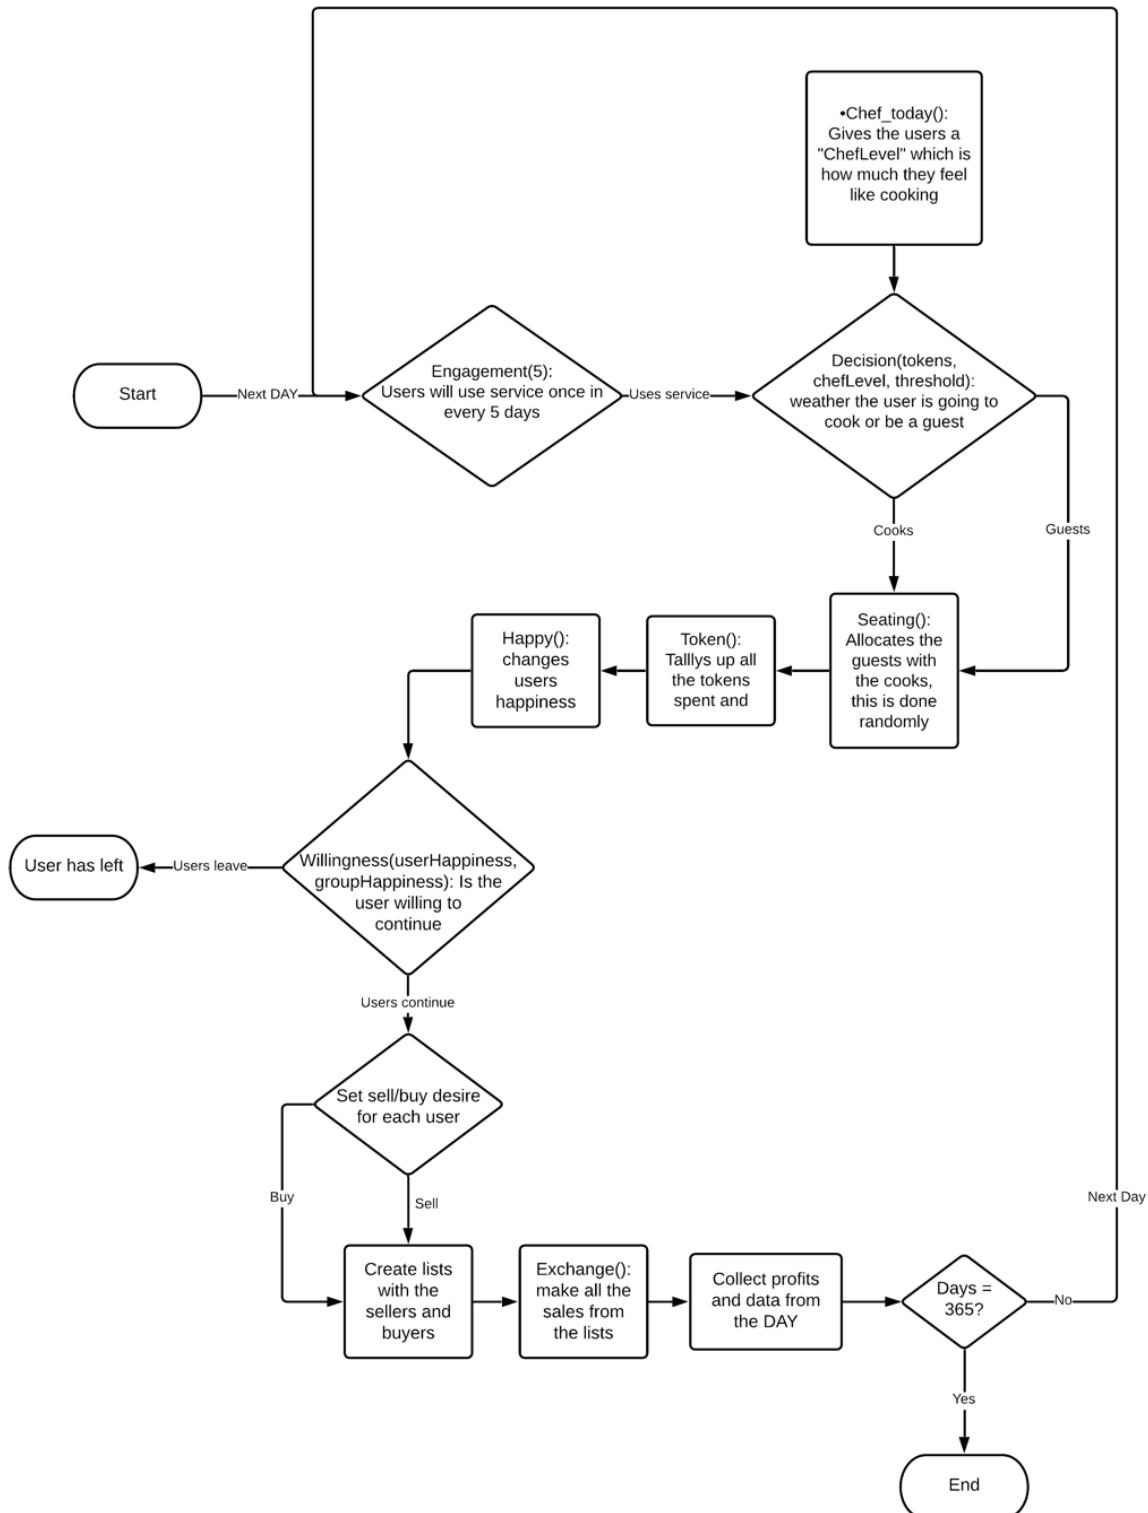 •Chef_today():
Gives the users a
"ChefLevel" which is
how much they feel
like cooking
Start
Next DAY
Engagement(5):
Users will use service once in
every 5 days
Uses service
Decision(tokens,
chefLevel, threshold):
weather the user is going to
cook or be a guest
Cooks
Guests
Seating():
Allocates the
guests with
the cooks,
this is done
randomly
Token():
Talllys up all
the tokens
spent and
Happy():
changes
users
happiness
Willingness(userHappiness,
groupHappiness): Is the
user willing to
continue
Users leave
User has left
Users continue
Set sell/buy desire
for each user
Buy
Sell
Create lists
with the
sellers and
buyers
Exchange():
make all the
sales from
the lists
Collect profits
and data from
the DAY
Days =
365?
No
Next Day
Yes
End